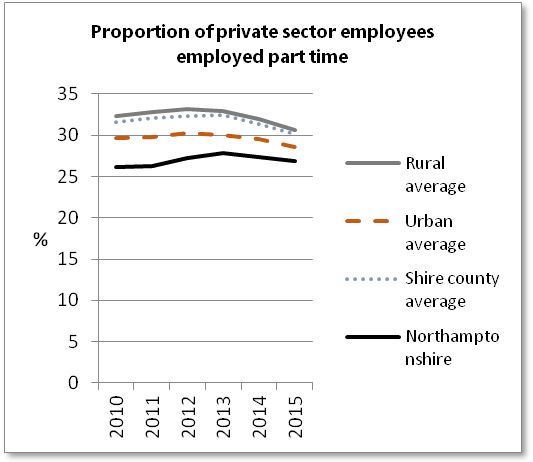 Proportion of private sector employees
employed part time
35
30
25
20
15
10
5
0
%
2010
2011
2012
2013
2014
2015
Rural
average
Urban
average
Shire county
average
Northampto
nshire